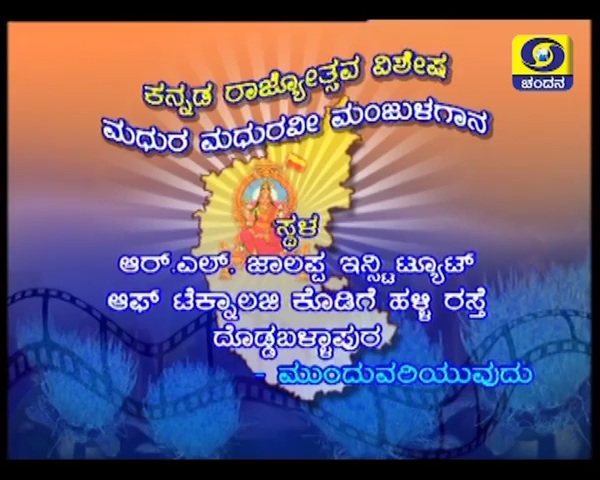 ಚಂದನ
ಕನ್ನಡ ರಾಜ್ಯೋತ್ಸವ ವಿಶೇಷ
ಮಧುರ ಮಧುರವೀ ಮಂಜುಳಗಾನ
ಸ್ಥಳ
ಆರ್.ಎಲ್. ಜಾಲಪ್ಪ ಇನ್ಸ್ಟಿಟ್ಯೂಟ್
ಆಫ್ ಟೆಕ್ನಾಲಜಿ ಕೊಡಿಗೆ ಹಳ್ಳಿ ರಸ್ತೆ
ದೊಡ್ಡಬಳ್ಳಾಪುರ
- ಮುಂದುವರಿಯುವುದು